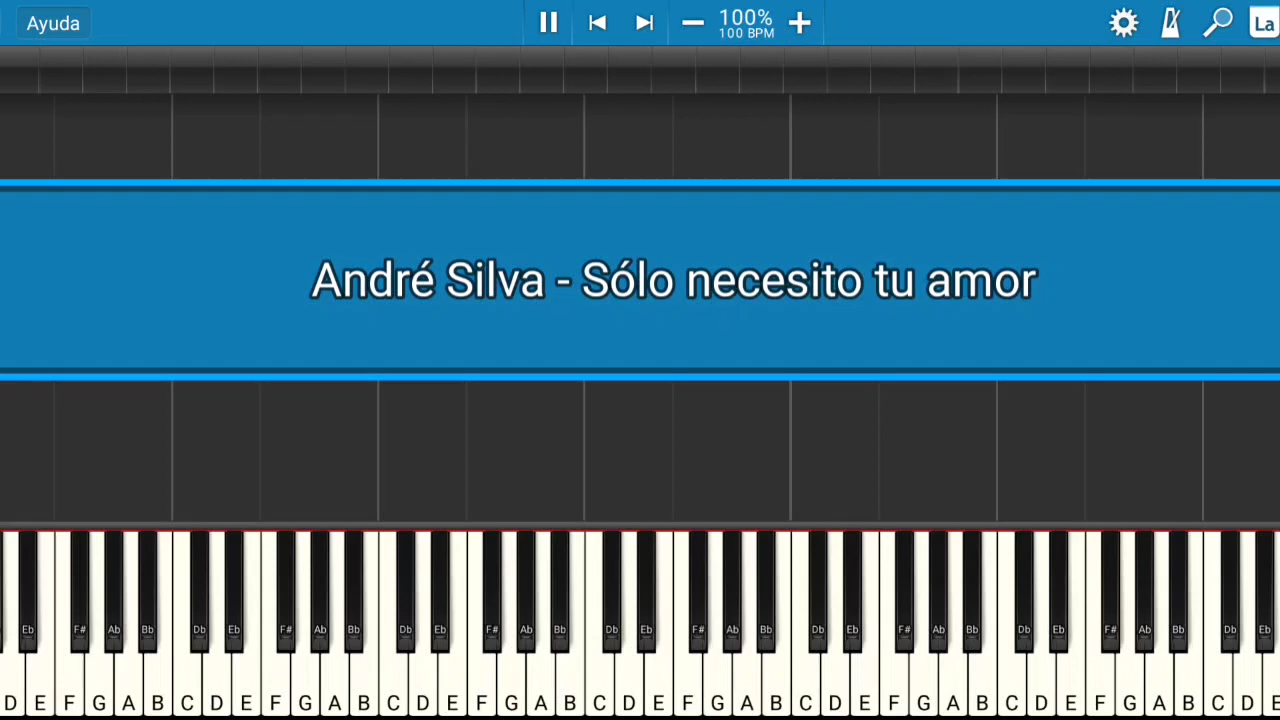 Ayuda
100%
100 BPM
La
André Silva - Sólo necesito tu amor
Eb F# Ab Bb Db Eb F# Ab Bb Db Eb F# Ab Bb Db Eb F# Ab Bb Db Eb F# Ab Bb Db Eb F# Ab Bb Db Eb
D E F G A B C D E F G A B C D E F G A B C D E F G A B C D E F G A B C D E F G A B C D E